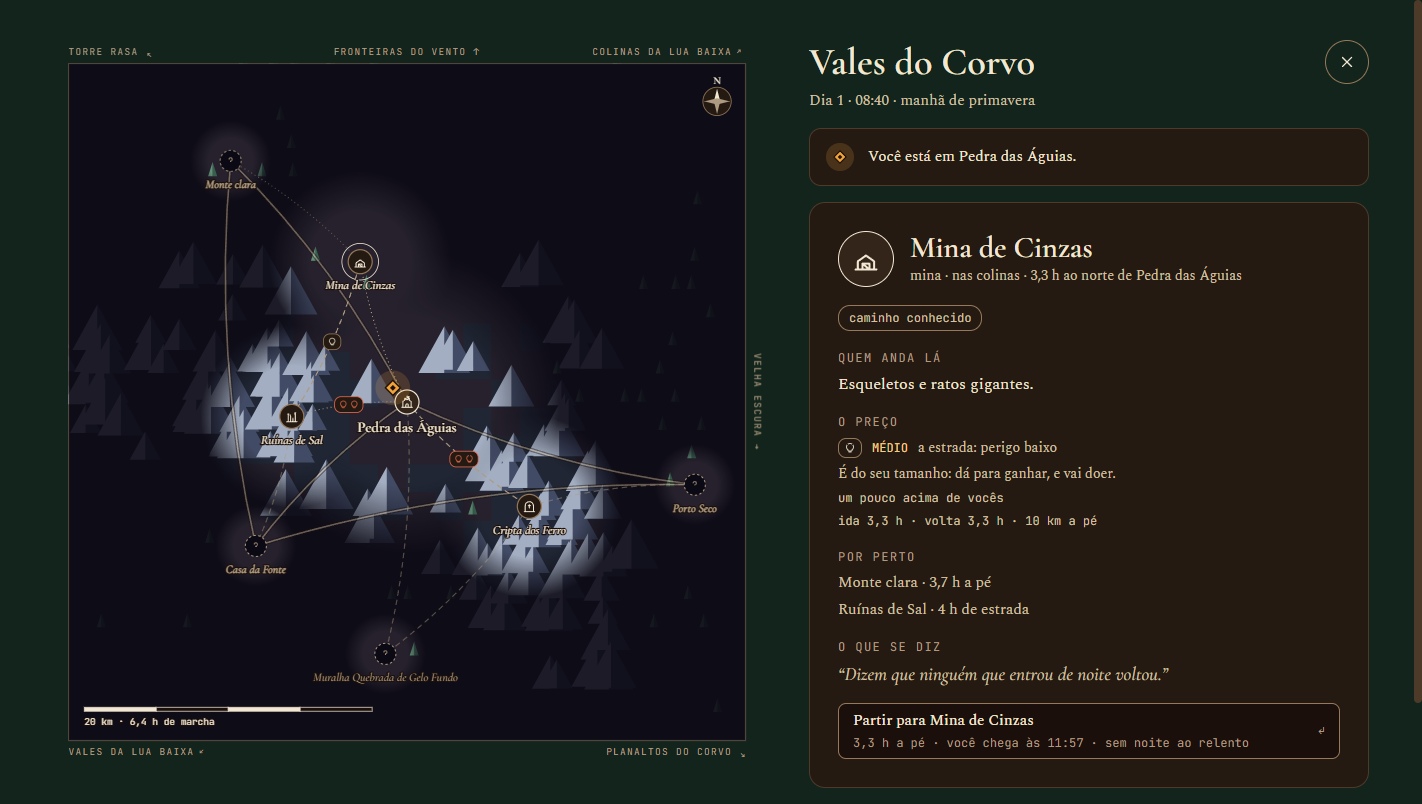 TORRE RASA ↖
FRONTEIRAS DO VENTO ↑
COLINAS DA LUA BAIXA ↗
N
?
Monte clara
Mina de Cinzas
Ruínas de Sal
Pedra das Águias
Cripta dos Ferro
?
Porto Seco
?
Casa da Fonte
?
Muralha Quebrada de Gelo Fundo
20 km · 6,4 h de marcha
VELHA ESCURA →
VALES DA LUA BAIXA ↙
PLANALTOS DO CORVO ↘
Vales do Corvo
Dia 1 · 08:40 · manhã de primavera
Você está em Pedra das Águias.
Mina de Cinzas
mina · nas colinas · 3,3 h ao norte de Pedra das Águias
caminho conhecido
QUEM ANDA LÁ
Esqueletos e ratos gigantes.
O PREÇO
MÉDIO a estrada: perigo baixo
É do seu tamanho: dá para ganhar, e vai doer.
um pouco acima de vocês
ida 3,3 h · volta 3,3 h · 10 km a pé
POR PERTO
Monte clara · 3,7 h a pé
Ruínas de Sal · 4 h de estrada
O QUE SE DIZ
“Dizem que ninguém que entrou de noite voltou.”
Partir para Mina de Cinzas
3,3 h a pé · você chega às 11:57 · sem noite ao relento